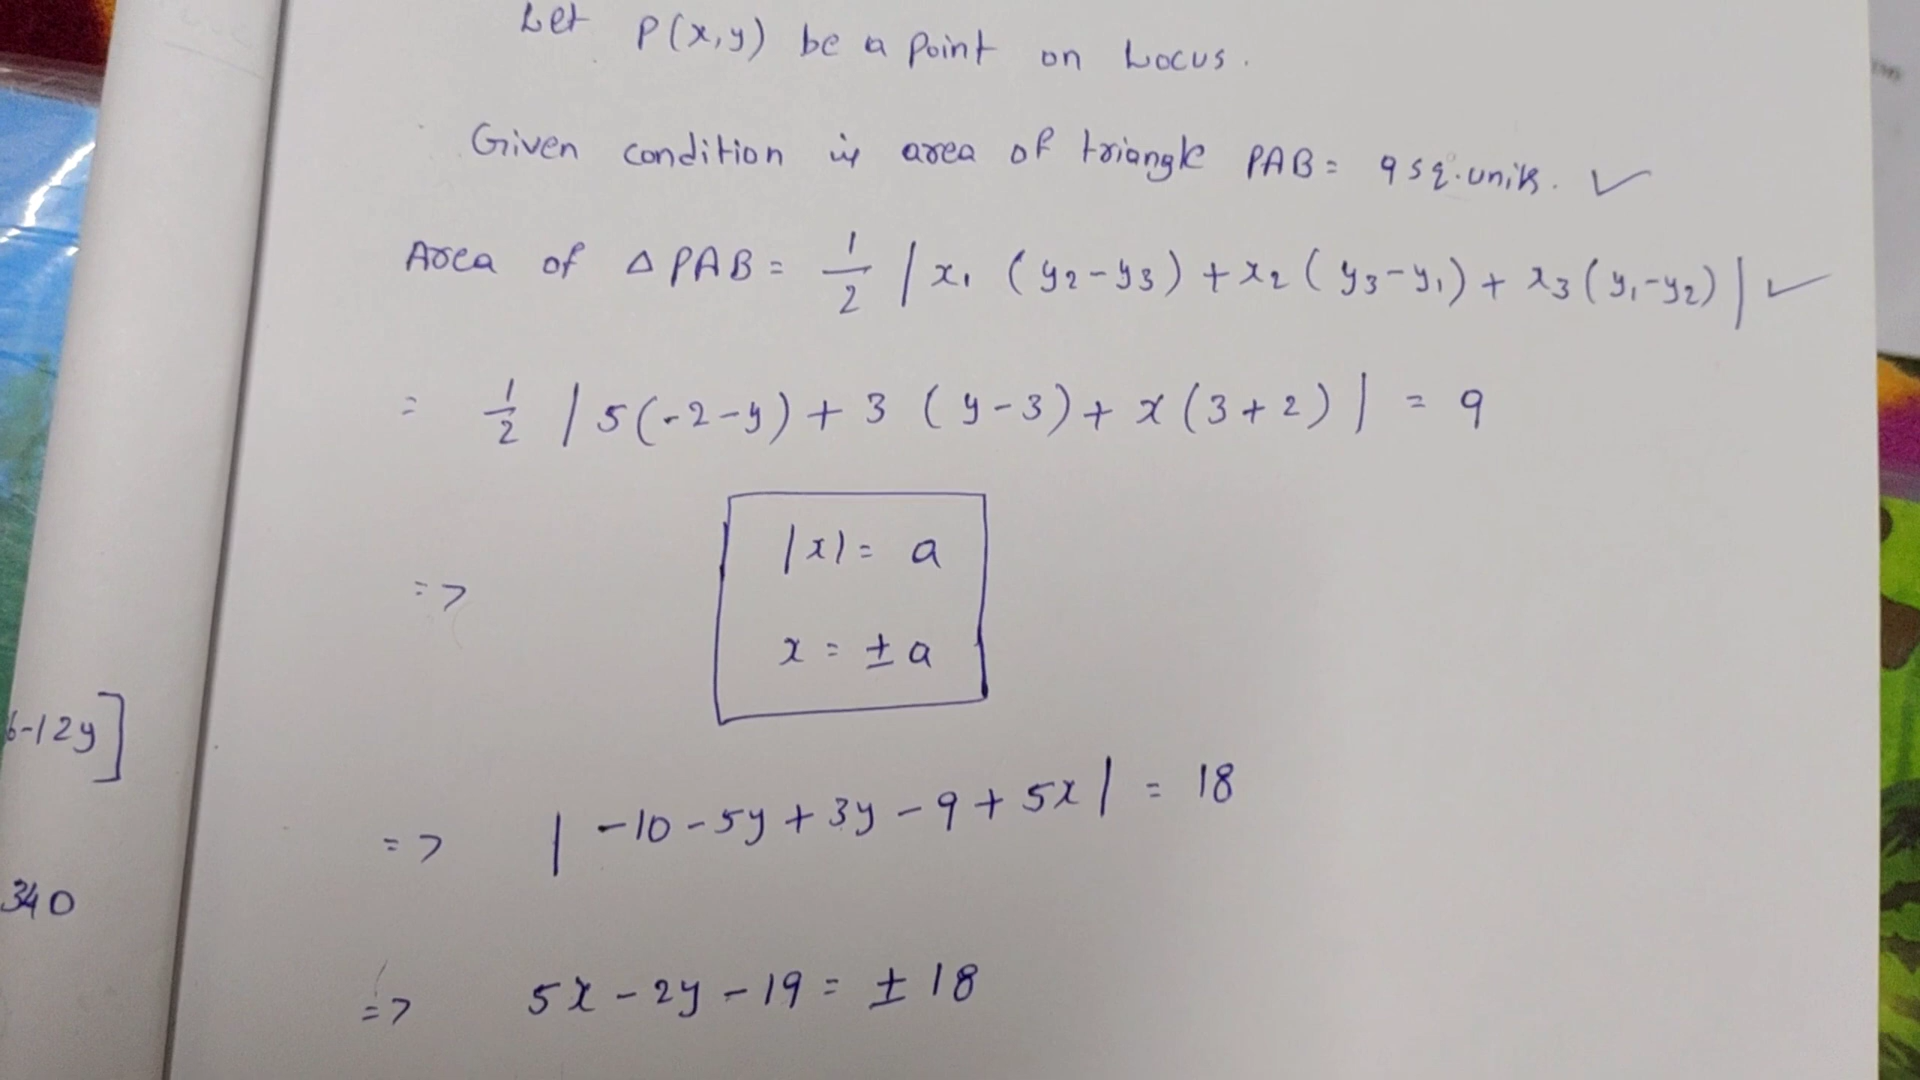 Let P(x,y) be a point on Locus.
Given condition is area of triangle PAB = 9 sq.units. ✓
Area of △PAB = 1/2 |x₁ (y₂-y₃) + x₂ (y₃-y₁) + x₃ (y₁-y₂)| ✓
= 1/2 |5(-2-y) + 3 (y-3) + x (3+2)| = 9
|x| = a
=>
x = ± a
6-12y]
=> |-10-5y+3y-9+5x| = 18
340
=> 5x-2y-19 = ± 18